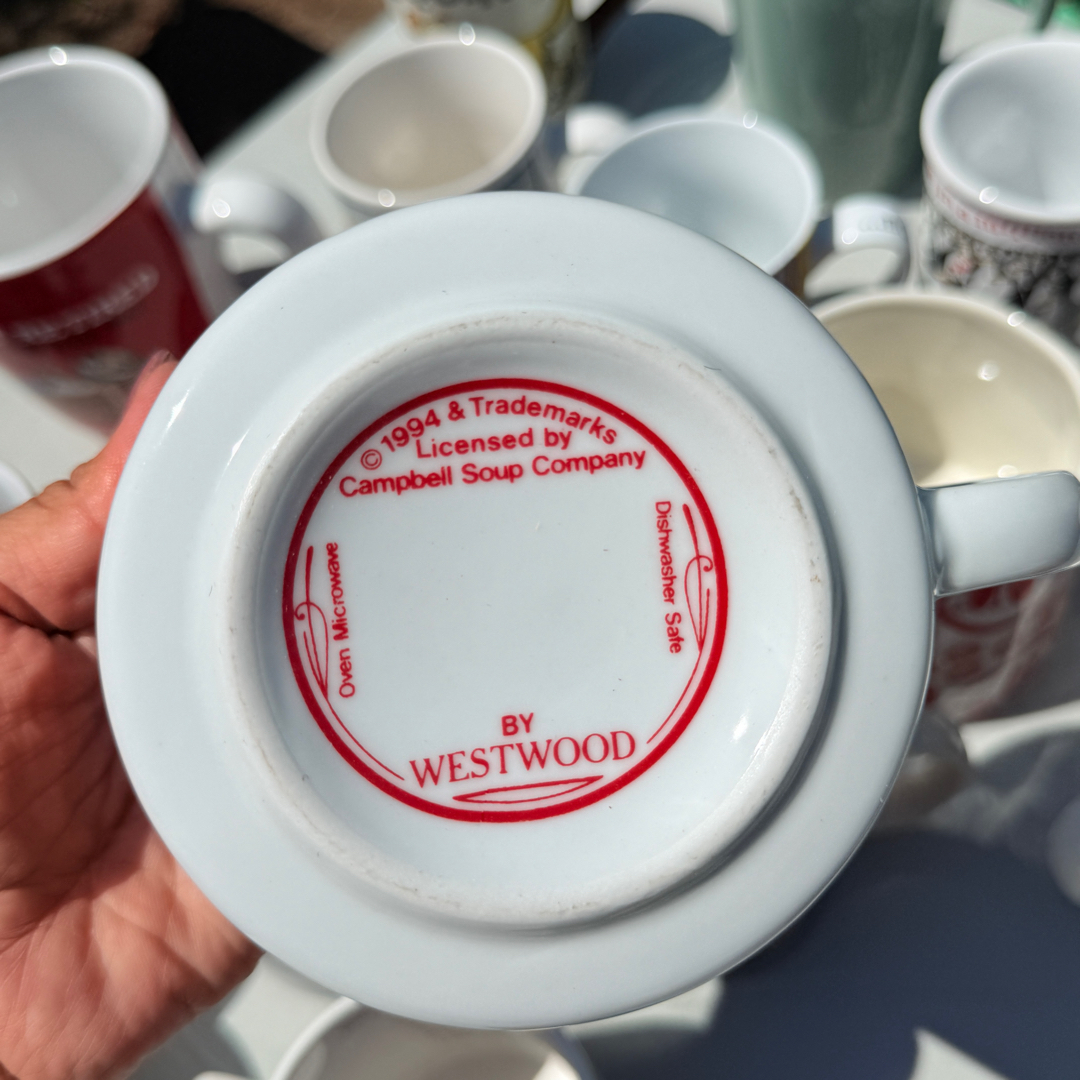 © 1994 & Trademarks
Licensed by
Campbell Soup Company
Oven Microwave
Dishwasher Safe
BY
WESTWOOD